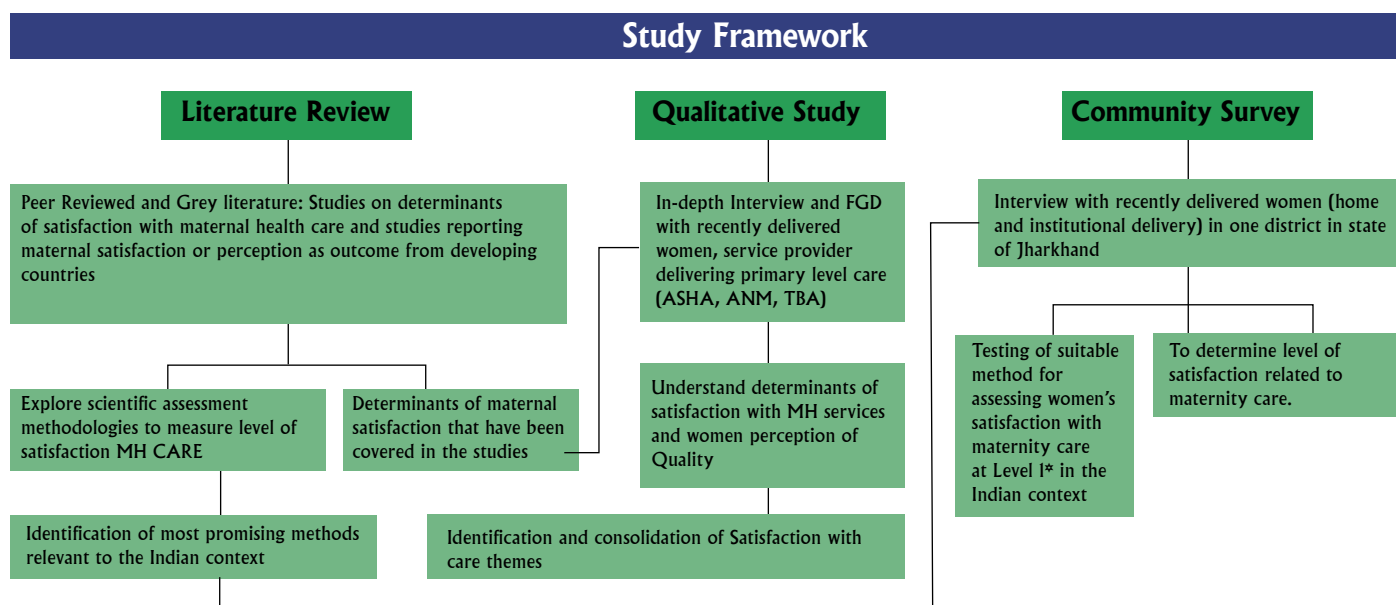 Study Framework
Literature Review
Peer Reviewed and Grey literature: Studies on determinants
of satisfaction with maternal health care and studies reporting
maternal satisfaction or perception as outcome from developing
countries
Explore scientific assessment
methodologies to measure level of
satisfaction MH CARE
Determinants of maternal
satisfaction that have been
covered in the studies
Identification of most promising methods
relevant to the Indian context
Qualitative Study
In-depth Interview and FGD
with recently delivered
women, service provider
delivering primary level care
(ASHA, ANM, TBA)
Understand determinants of
satisfaction with MH services
and women perception of
Quality
Identification and consolidation of Satisfaction with
care themes
Community Survey
Interview with recently delivered women (home
and institutional delivery) in one district in state
of Jharkhand
Testing of suitable
method for
assessing women's
satisfaction with
maternity care
at Level 1* in the
Indian context
To determine level of
satisfaction related to
maternity care.